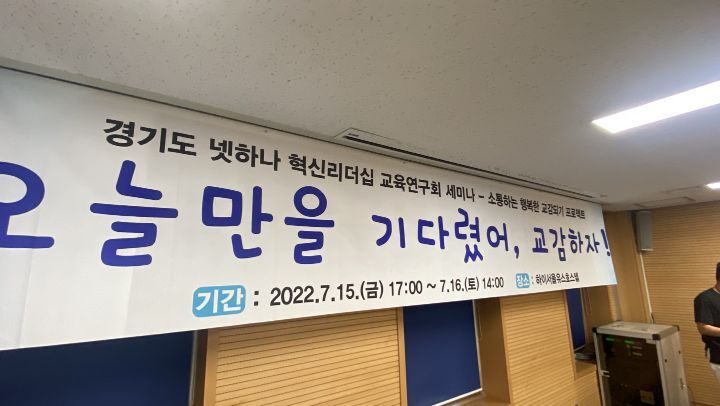 경기도 넷하나 혁신리더십 교육연구회 세미나 - 소통하는 행복한 교감되기 프로젝트
오늘만을 기다렸어, 교감하자!
기간 : 2022.7.15.(금) 17:00 ~ 7.16.(토) 14:00 장소 : 하이서울유스호스텔